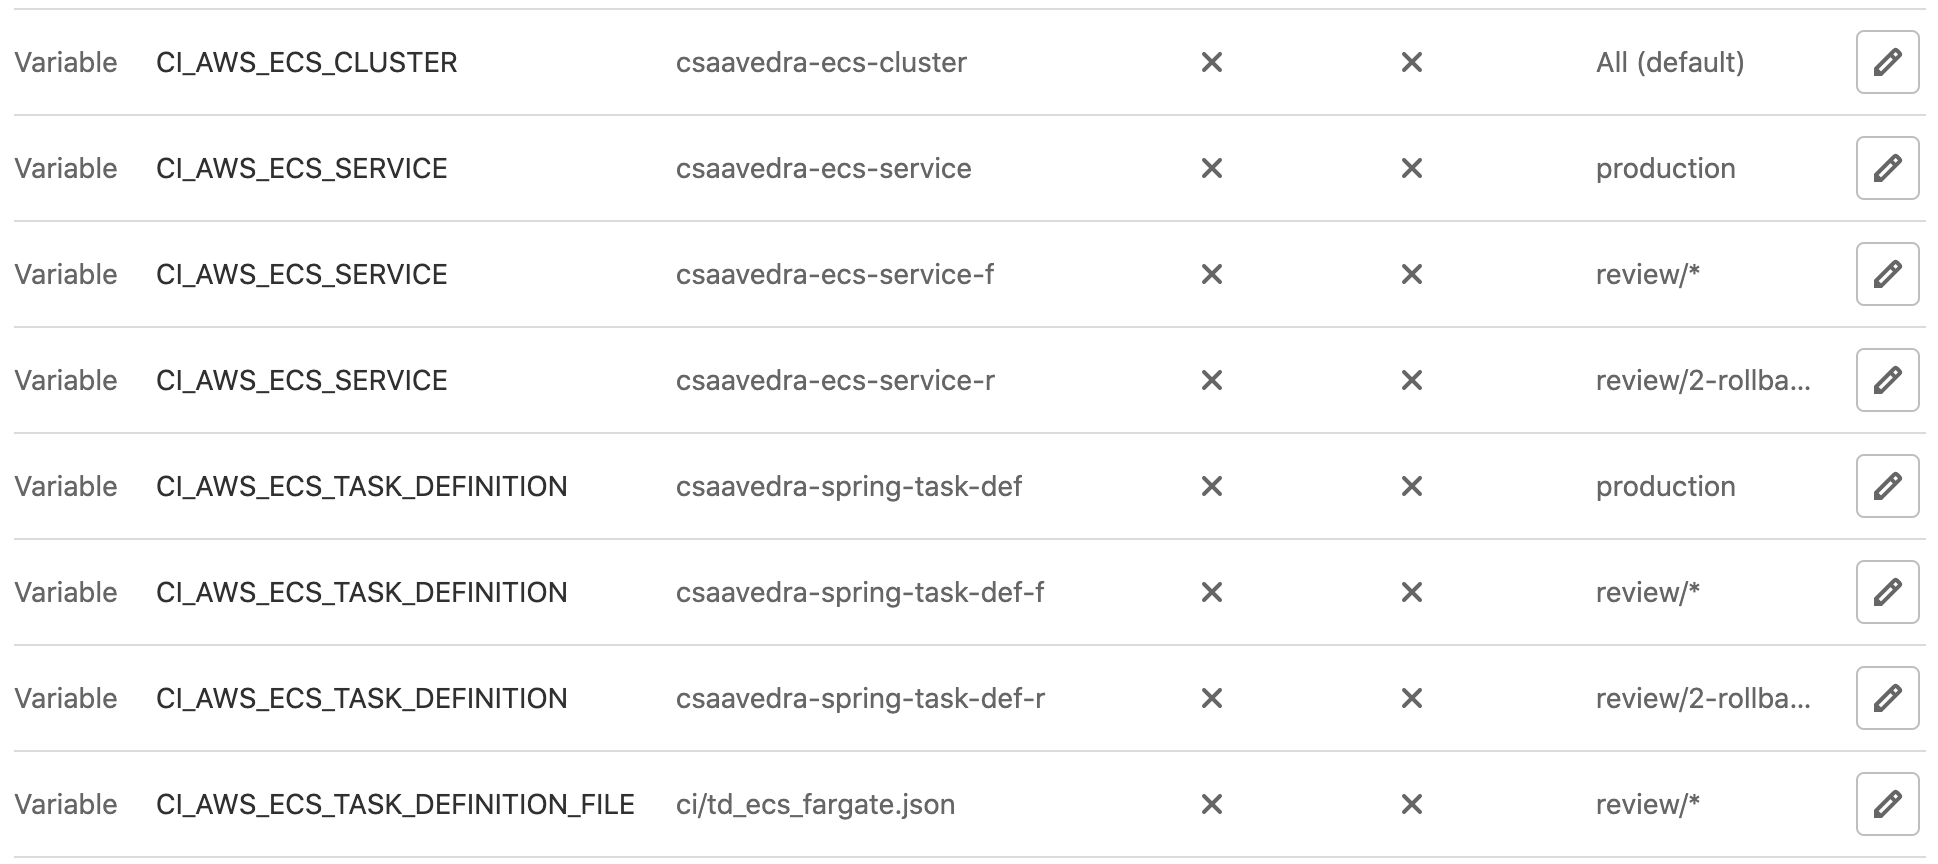 Variable CI_AWS_ECS_CLUSTER csaavedra-ecs-cluster All (default)
Variable CI_AWS_ECS_SERVICE csaavedra-ecs-service production
Variable CI_AWS_ECS_SERVICE csaavedra-ecs-service-f review/*
Variable CI_AWS_ECS_SERVICE csaavedra-ecs-service-r review/2-rollba...
Variable CI_AWS_ECS_TASK_DEFINITION csaavedra-spring-task-def production
Variable CI_AWS_ECS_TASK_DEFINITION csaavedra-spring-task-def-f review/*
Variable CI_AWS_ECS_TASK_DEFINITION csaavedra-spring-task-def-r review/2-rollba...
Variable CI_AWS_ECS_TASK_DEFINITION_FILE ci/td_ecs_fargate.json review/*